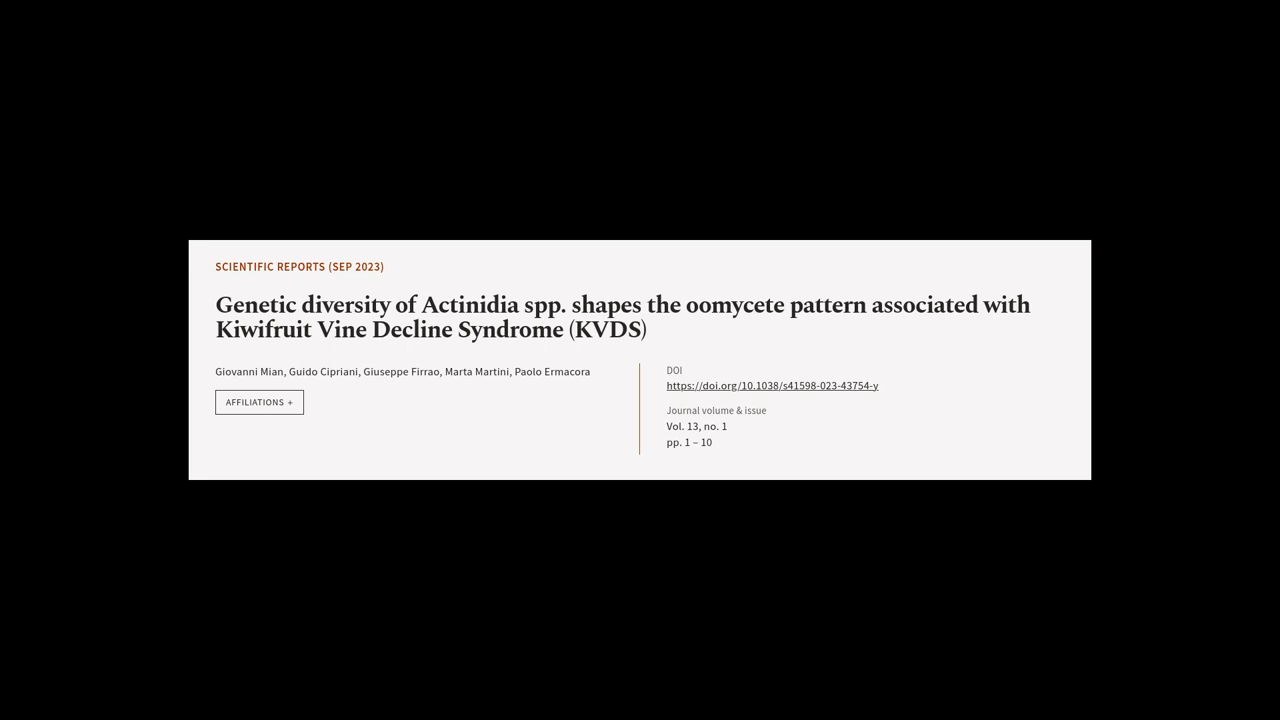 SCIENTIFIC REPORTS (SEP 2023)
Genetic diversity of Actinidia spp. shapes the oomycete pattern associated with
Kiwifruit Vine Decline Syndrome (KVDS)
Giovanni Mian, Guido Cipriani, Giuseppe Firrao, Marta Martini, Paolo Ermacora
AFFILIATIONS +
DOI
https://doi.org/10.1038/s41598-023-43754-y
Journal volume & issue
Vol. 13, no. 1
pp. 1 – 10